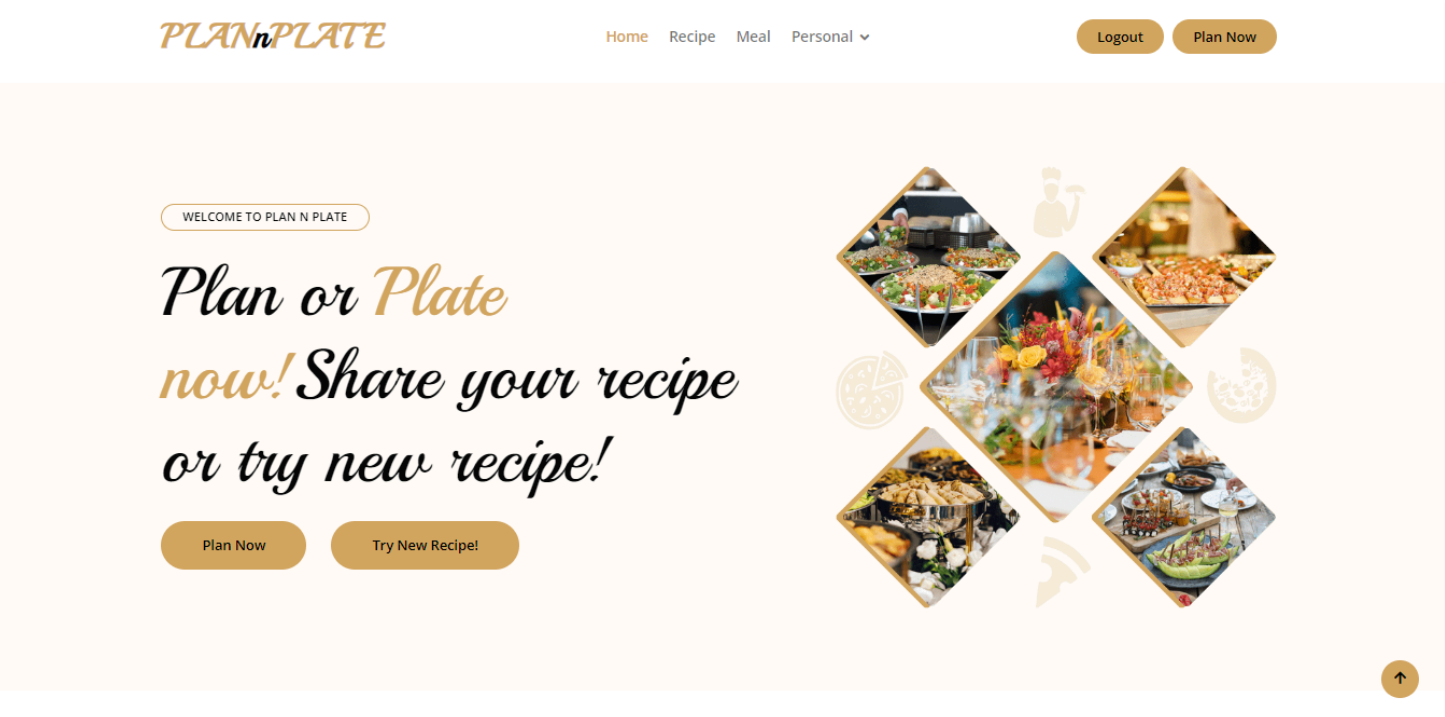 PLANnPLATE
Home Recipe Meal Personal
Logout Plan Now
WELCOME TO PLAN N PLATE
Plan or Plate
now! Share your recipe
or try new recipe!
Plan Now Try New Recipe!